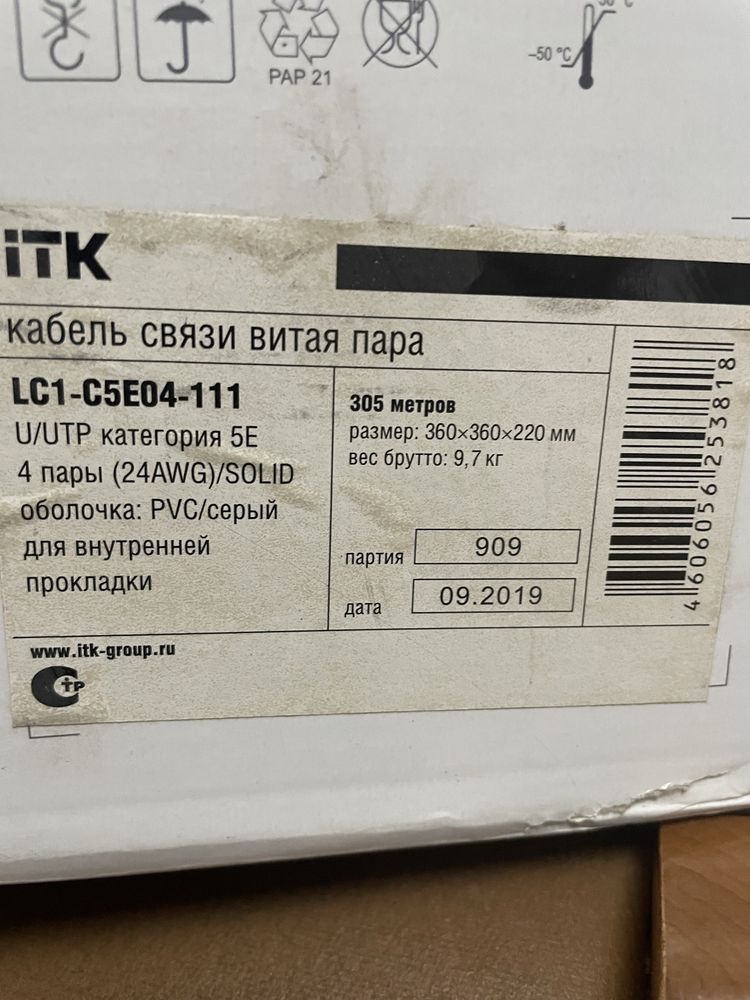 PAP 21
-50 °C
iTK
кабель связи витая пара
LC1-C5E04-111
U/UTP категория 5E
4 пары (24AWG)/SOLID
оболочка: PVC/серый
для внутренней
прокладки
305 метров
размер: 360×360×220 мм
вес брутто: 9,7 кг
партия 909
дата 09.2019
4606056253818
www.itk-group.ru
СТР